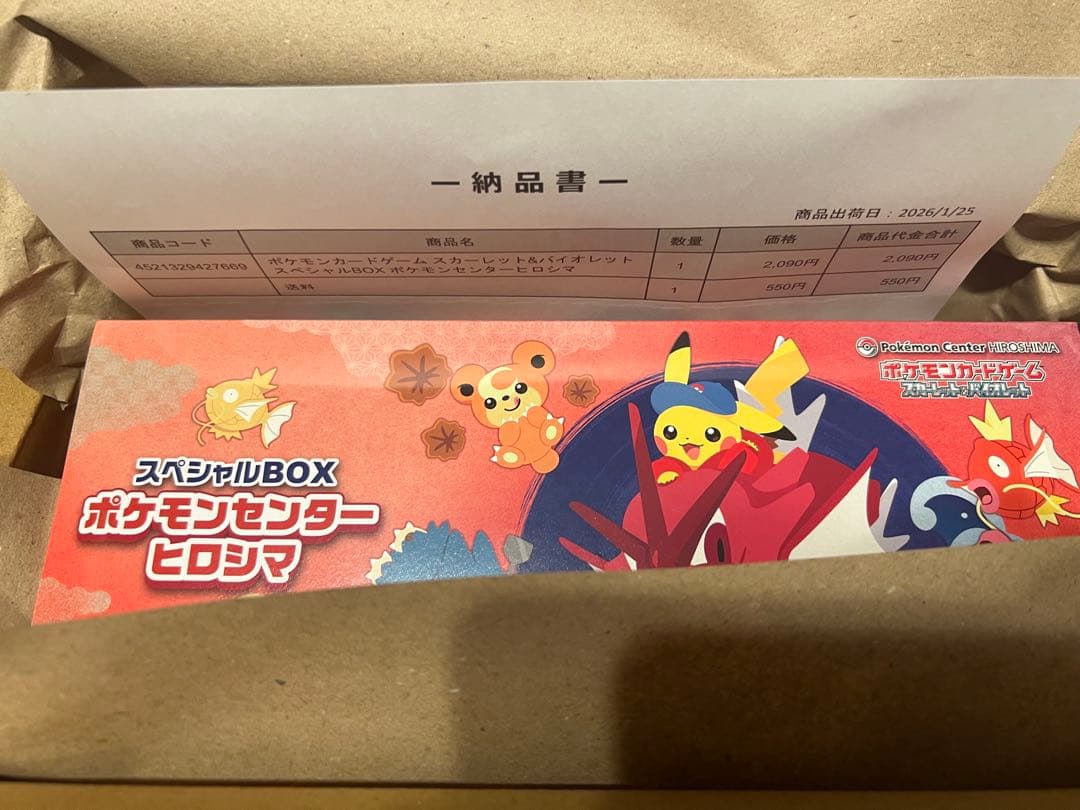 ー納品書ー
商品出荷日：2026/1/25
商品コード 商品名 数量 価格 商品代金合計
4521329427669 ポケモンカードゲーム スカーレット&バイオレット
スペシャルBOX ポケモンセンターヒロシマ 1 2,090円 2,090円
送料 1 550円 550円
Pokémon Center HIROSHIMA
ポケモンカードゲーム
スカーレット&バイオレット
スペシャルBOX
ポケモンセンター
ヒロシマ